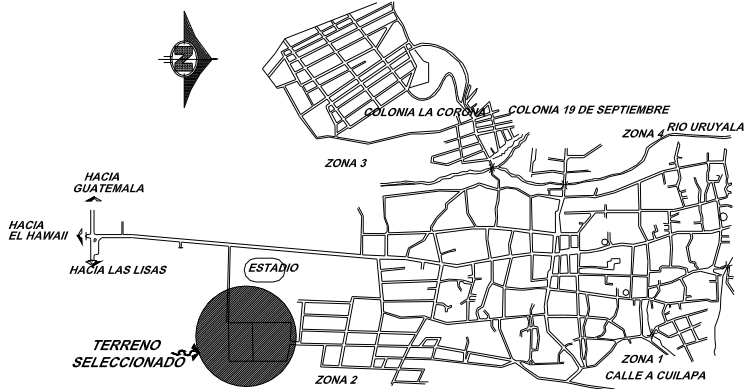 N
COLONIA LA CORONA
COLONIA 19 DE SEPTIEMBRE
ZONA 4
RIO URUYALA
ZONA 3
HACIA
GUATEMALA
HACIA
EL HAWAII
HACIA LAS LISAS
ESTADIO
TERRENO
SELECCIONADO
ZONA 2
ZONA 1
CALLE A CUILAPA